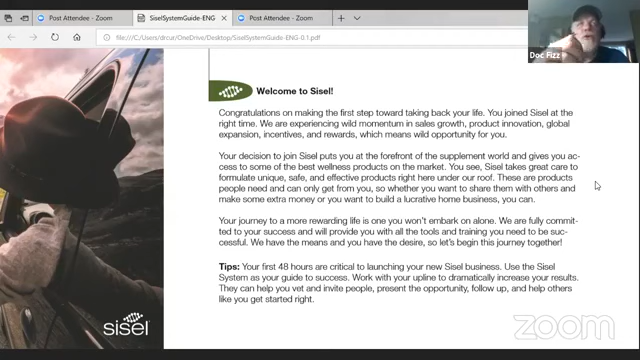 Post Attendee - Zoom
SiselSystemGuide-ENG
Post Attendee - Zoom
file:///C:/Users/drcur/OneDrive/Desktop/SiselSystemGuide-ENG-0.1.pdf
Doc Fizz
Welcome to Sisel!
Congratulations on making the first step toward taking back your life. You joined Sisel at the
right time. We are experiencing wild momentum in sales growth, product innovation, global
expansion, incentives, and rewards, which means wild opportunity for you.
Your decision to join Sisel puts you at the forefront of the supplement world and gives you ac-
cess to some of the best wellness products on the market. You see, Sisel takes great care to
formulate unique, safe, and effective products right here under our roof. These are products
people need and can only get from you, so whether you want to share them with others and
make some extra money or you want to build a lucrative home business, you can.
Your journey to a more rewarding life is one you won't embark on alone. We are fully commit-
ted to your success and will provide you with all the tools and training you need to be suc-
cessful. We have the means and you have the desire, so let's begin this journey together!
Tips: Your first 48 hours are critical to launching your new Sisel business. Use the Sisel
System as your guide to success. Work with your upline to dramatically increase your results.
They can help you vet and invite people, present the opportunity, follow up, and help others
like you get started right.
sisel
zoom